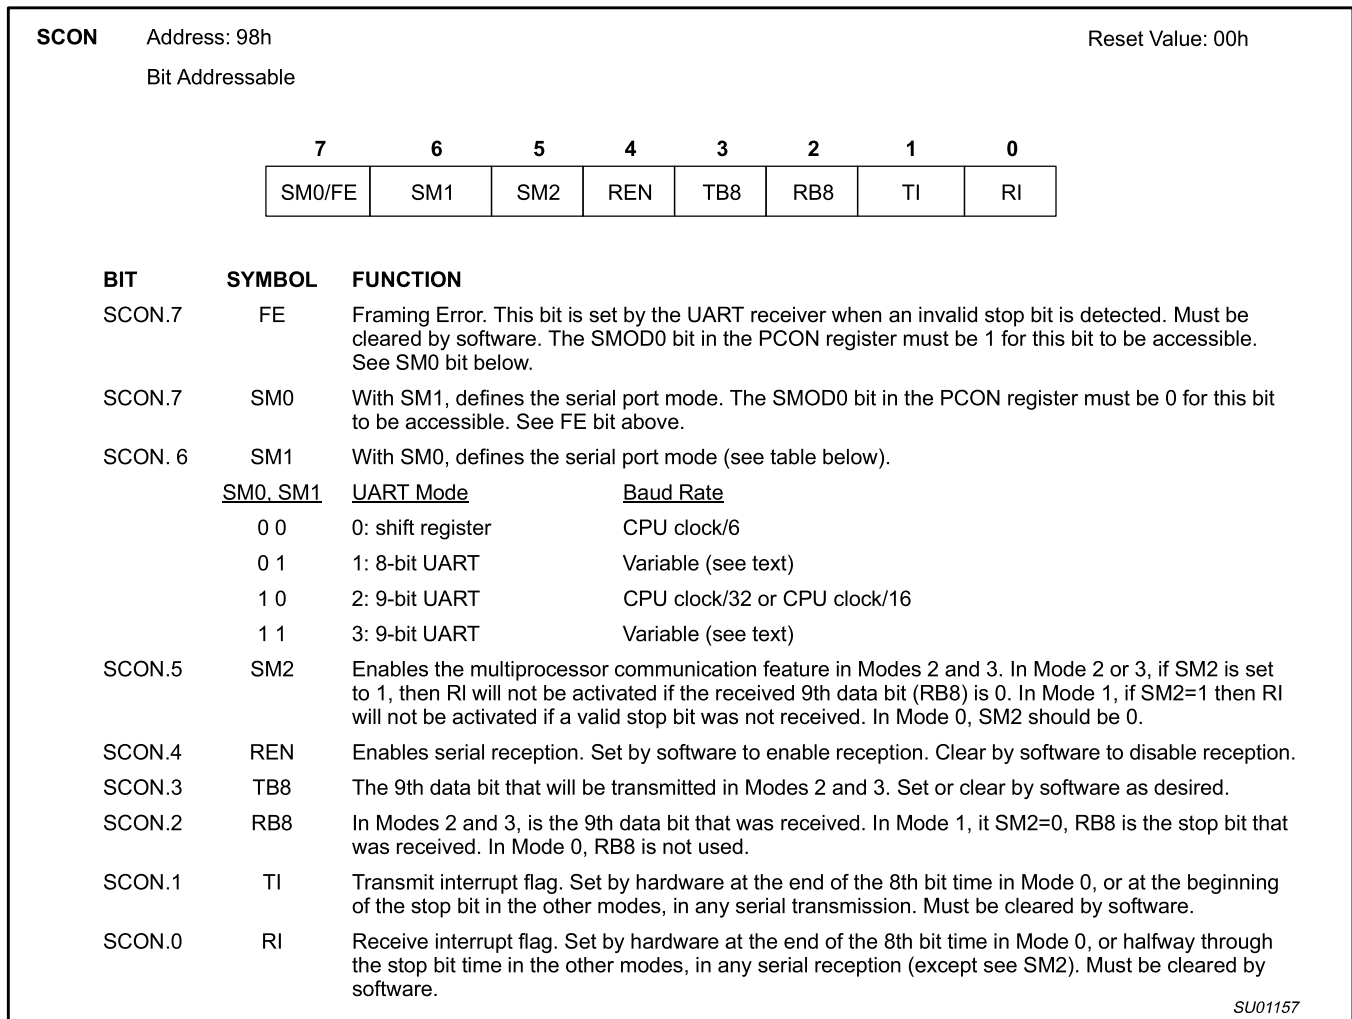 SCON Address: 98h Reset Value: 00h
Bit Addressable
7 6 5 4 3 2 1 0
SM0/FE SM1 SM2 REN TB8 RB8 TI RI
BIT SYMBOL FUNCTION
SCON.7 FE Framing Error. This bit is set by the UART receiver when an invalid stop bit is detected. Must be
cleared by software. The SMOD0 bit in the PCON register must be 1 for this bit to be accessible.
See SM0 bit below.
SCON.7 SM0 With SM1, defines the serial port mode. The SMOD0 bit in the PCON register must be 0 for this bit
to be accessible. See FE bit above.
SCON. 6 SM1 With SM0, defines the serial port mode (see table below).
SM0, SM1 UART Mode Baud Rate
0 0 0: shift register CPU clock/6
0 1 1: 8-bit UART Variable (see text)
1 0 2: 9-bit UART CPU clock/32 or CPU clock/16
1 1 3: 9-bit UART Variable (see text)
SCON.5 SM2 Enables the multiprocessor communication feature in Modes 2 and 3. In Mode 2 or 3, if SM2 is set
to 1, then RI will not be activated if the received 9th data bit (RB8) is 0. In Mode 1, if SM2=1 then RI
will not be activated if a valid stop bit was not received. In Mode 0, SM2 should be 0.
SCON.4 REN Enables serial reception. Set by software to enable reception. Clear by software to disable reception.
SCON.3 TB8 The 9th data bit that will be transmitted in Modes 2 and 3. Set or clear by software as desired.
SCON.2 RB8 In Modes 2 and 3, is the 9th data bit that was received. In Mode 1, it SM2=0, RB8 is the stop bit that
was received. In Mode 0, RB8 is not used.
SCON.1 TI Transmit interrupt flag. Set by hardware at the end of the 8th bit time in Mode 0, or at the beginning
of the stop bit in the other modes, in any serial transmission. Must be cleared by software.
SCON.0 RI Receive interrupt flag. Set by hardware at the end of the 8th bit time in Mode 0, or halfway through
the stop bit time in the other modes, in any serial reception (except see SM2). Must be cleared by
software.
SU01157